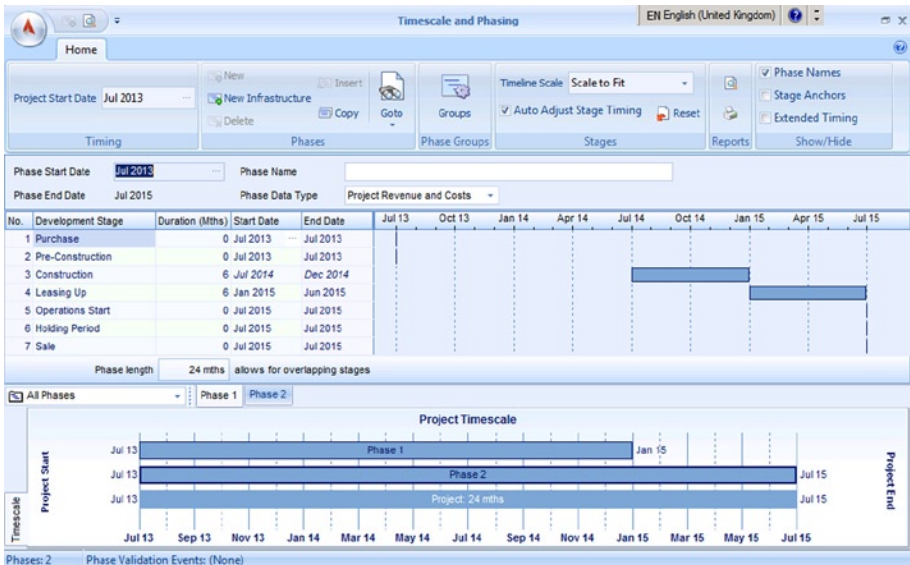 Timescale and Phasing
EN English (United Kingdom)
Home
Project Start Date Jul 2013
Timing
New
New Infrastructure
Delete
Insert
Copy
Goto
Phases
Groups
Phase Groups
Timeline Scale Scale to Fit
Auto Adjust Stage Timing
Reset
Stages
Reports
Phase Names
Stage Anchors
Extended Timing
Show/Hide
Phase Start Date Jul 2013 Phase Name
Phase End Date Jul 2015 Phase Data Type Project Revenue and Costs
No. Development Stage Duration (Mths) Start Date End Date Jul 13 Oct 13 Jan 14 Apr 14 Jul 14 Oct 14 Jan 15 Apr 15 Jul 15
1 Purchase 0 Jul 2013 ... Jul 2013
2 Pre-Construction 0 Jul 2013 Jul 2013
3 Construction 6 Jul 2014 Dec 2014
4 Leasing Up 6 Jan 2015 Jun 2015
5 Operations Start 0 Jul 2015 Jul 2015
6 Holding Period 0 Jul 2015 Jul 2015
7 Sale 0 Jul 2015 Jul 2015
Phase length 24 mths allows for overlapping stages
All Phases Phase 1 Phase 2
Project Timescale
Timescale
Project Start
Jul 13 Phase 1 Jan 15
Jul 13 Phase 2 Jul 15
Jul 13 Project: 24 mths Jul 15
Project End
Jul 13 Sep 13 Nov 13 Jan 14 Mar 14 May 14 Jul 14 Sep 14 Nov 14 Jan 15 Mar 15 May 15 Jul 15
Phases: 2 Phase Validation Events: (None)